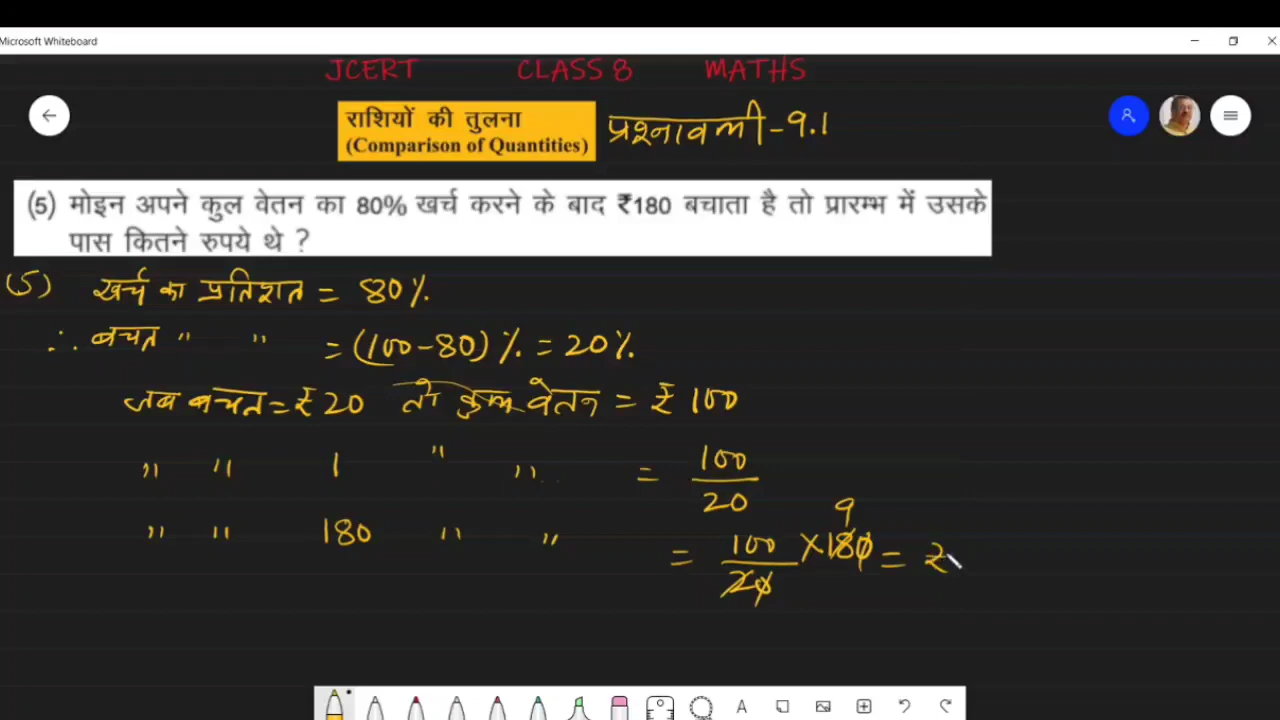 Microsoft Whiteboard
JCERT CLASS 8 MATHS
राशियों की तुलना
(Comparison of Quantities)
प्रश्नावली - 9.1
(5) मोइन अपने कुल वेतन का 80% खर्च करने के बाद ₹180 बचाता है तो प्रारम्भ में उसके
पास कितने रुपये थे ?
(5) खर्च का प्रतिशत = 80%.
∴ बचत " " = (100-80)% = 20%.
जब बचत = ₹20 तो कुल वेतन = ₹100
" " 1 " " = 100/20
" " 180 " " = 100/20 × 180 = ₹
9
A